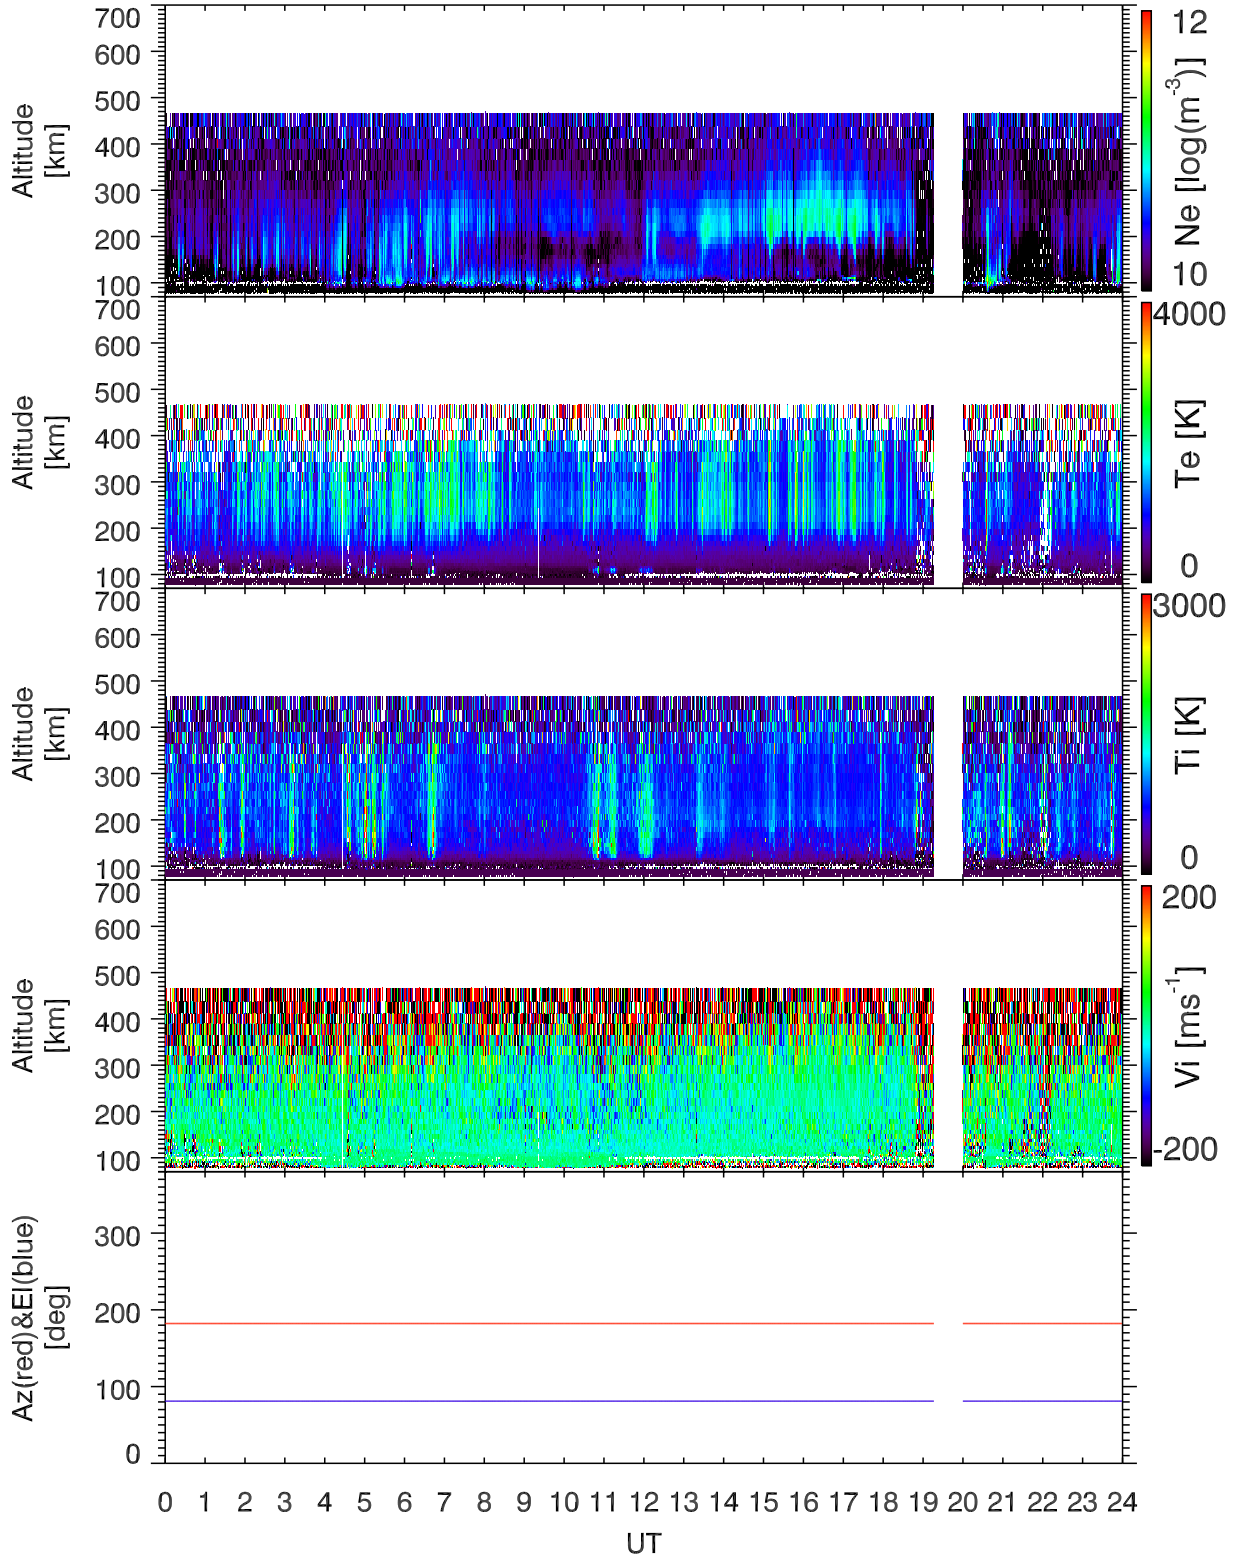 700
600
500
400
300
200
100
Altitude
[km]
12
Ne [log(m⁻³)]
10
700
600
500
400
300
200
100
Altitude
[km]
4000
Te [K]
0
700
600
500
400
300
200
100
Altitude
[km]
3000
Ti [K]
0
700
600
500
400
300
200
100
Altitude
[km]
200
Vi [ms⁻¹]
-200
300
200
100
0
Az(red)&El(blue)
[deg]
0 1 2 3 4 5 6 7 8 9 10 11 12 13 14 15 16 17 18 19 20 21 22 23 24
UT